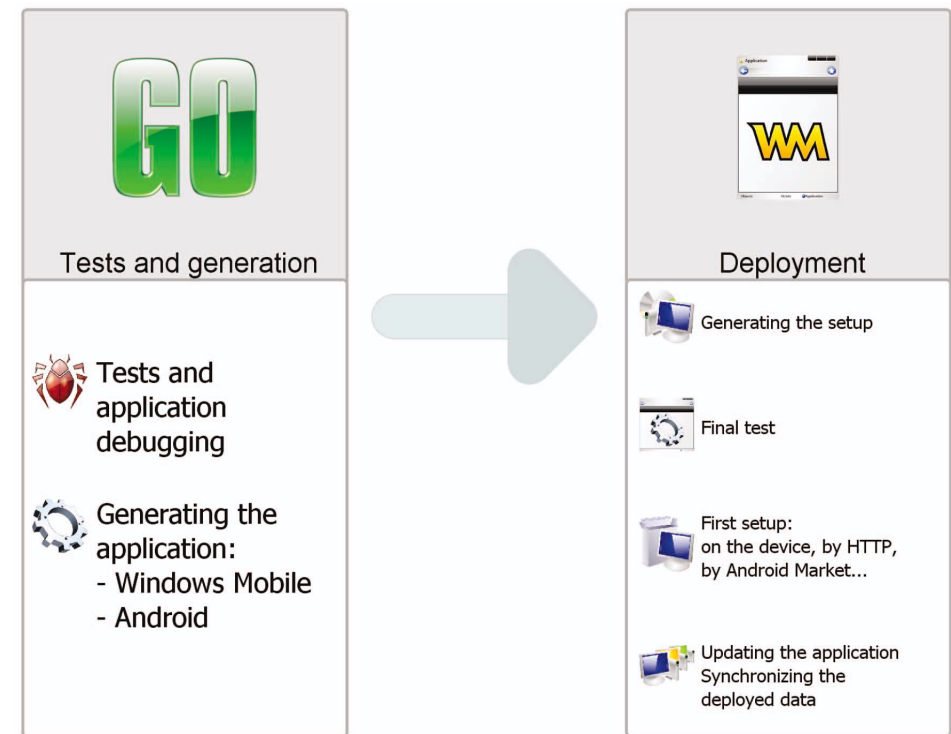 GO
Tests and generation
Tests and
application
debugging
Generating the
application:
- Windows Mobile
- Android
Application
WM
Deployment
Generating the setup
Final test
First setup:
on the device, by HTTP,
by Android Market...
Updating the application
Synchronizing the
deployed data